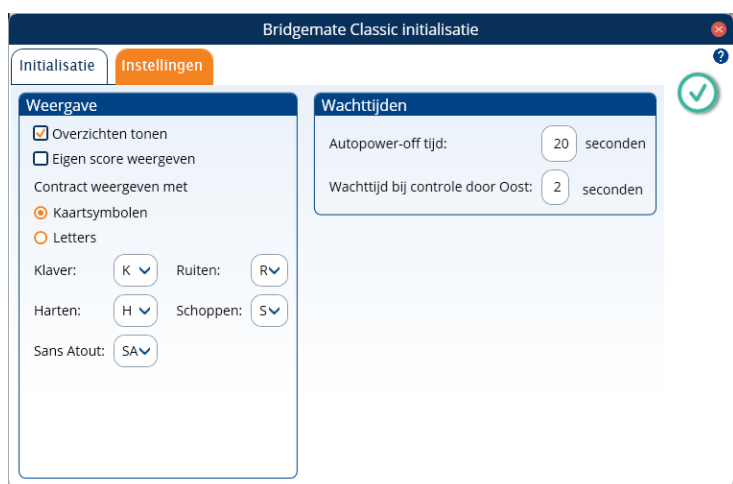 Bridgemate Classic initialisatie
Initialisatie
Instellingen
?
Weergave
Overzichten tonen
Eigen score weergeven
Contract weergeven met
Kaartsymbolen
Letters
Klaver: K Ruiten: R
Harten: H Schoppen: S
Sans Atout: SA
Wachttijden
Autopower-off tijd: 20 seconden
Wachttijd bij controle door Oost: 2 seconden